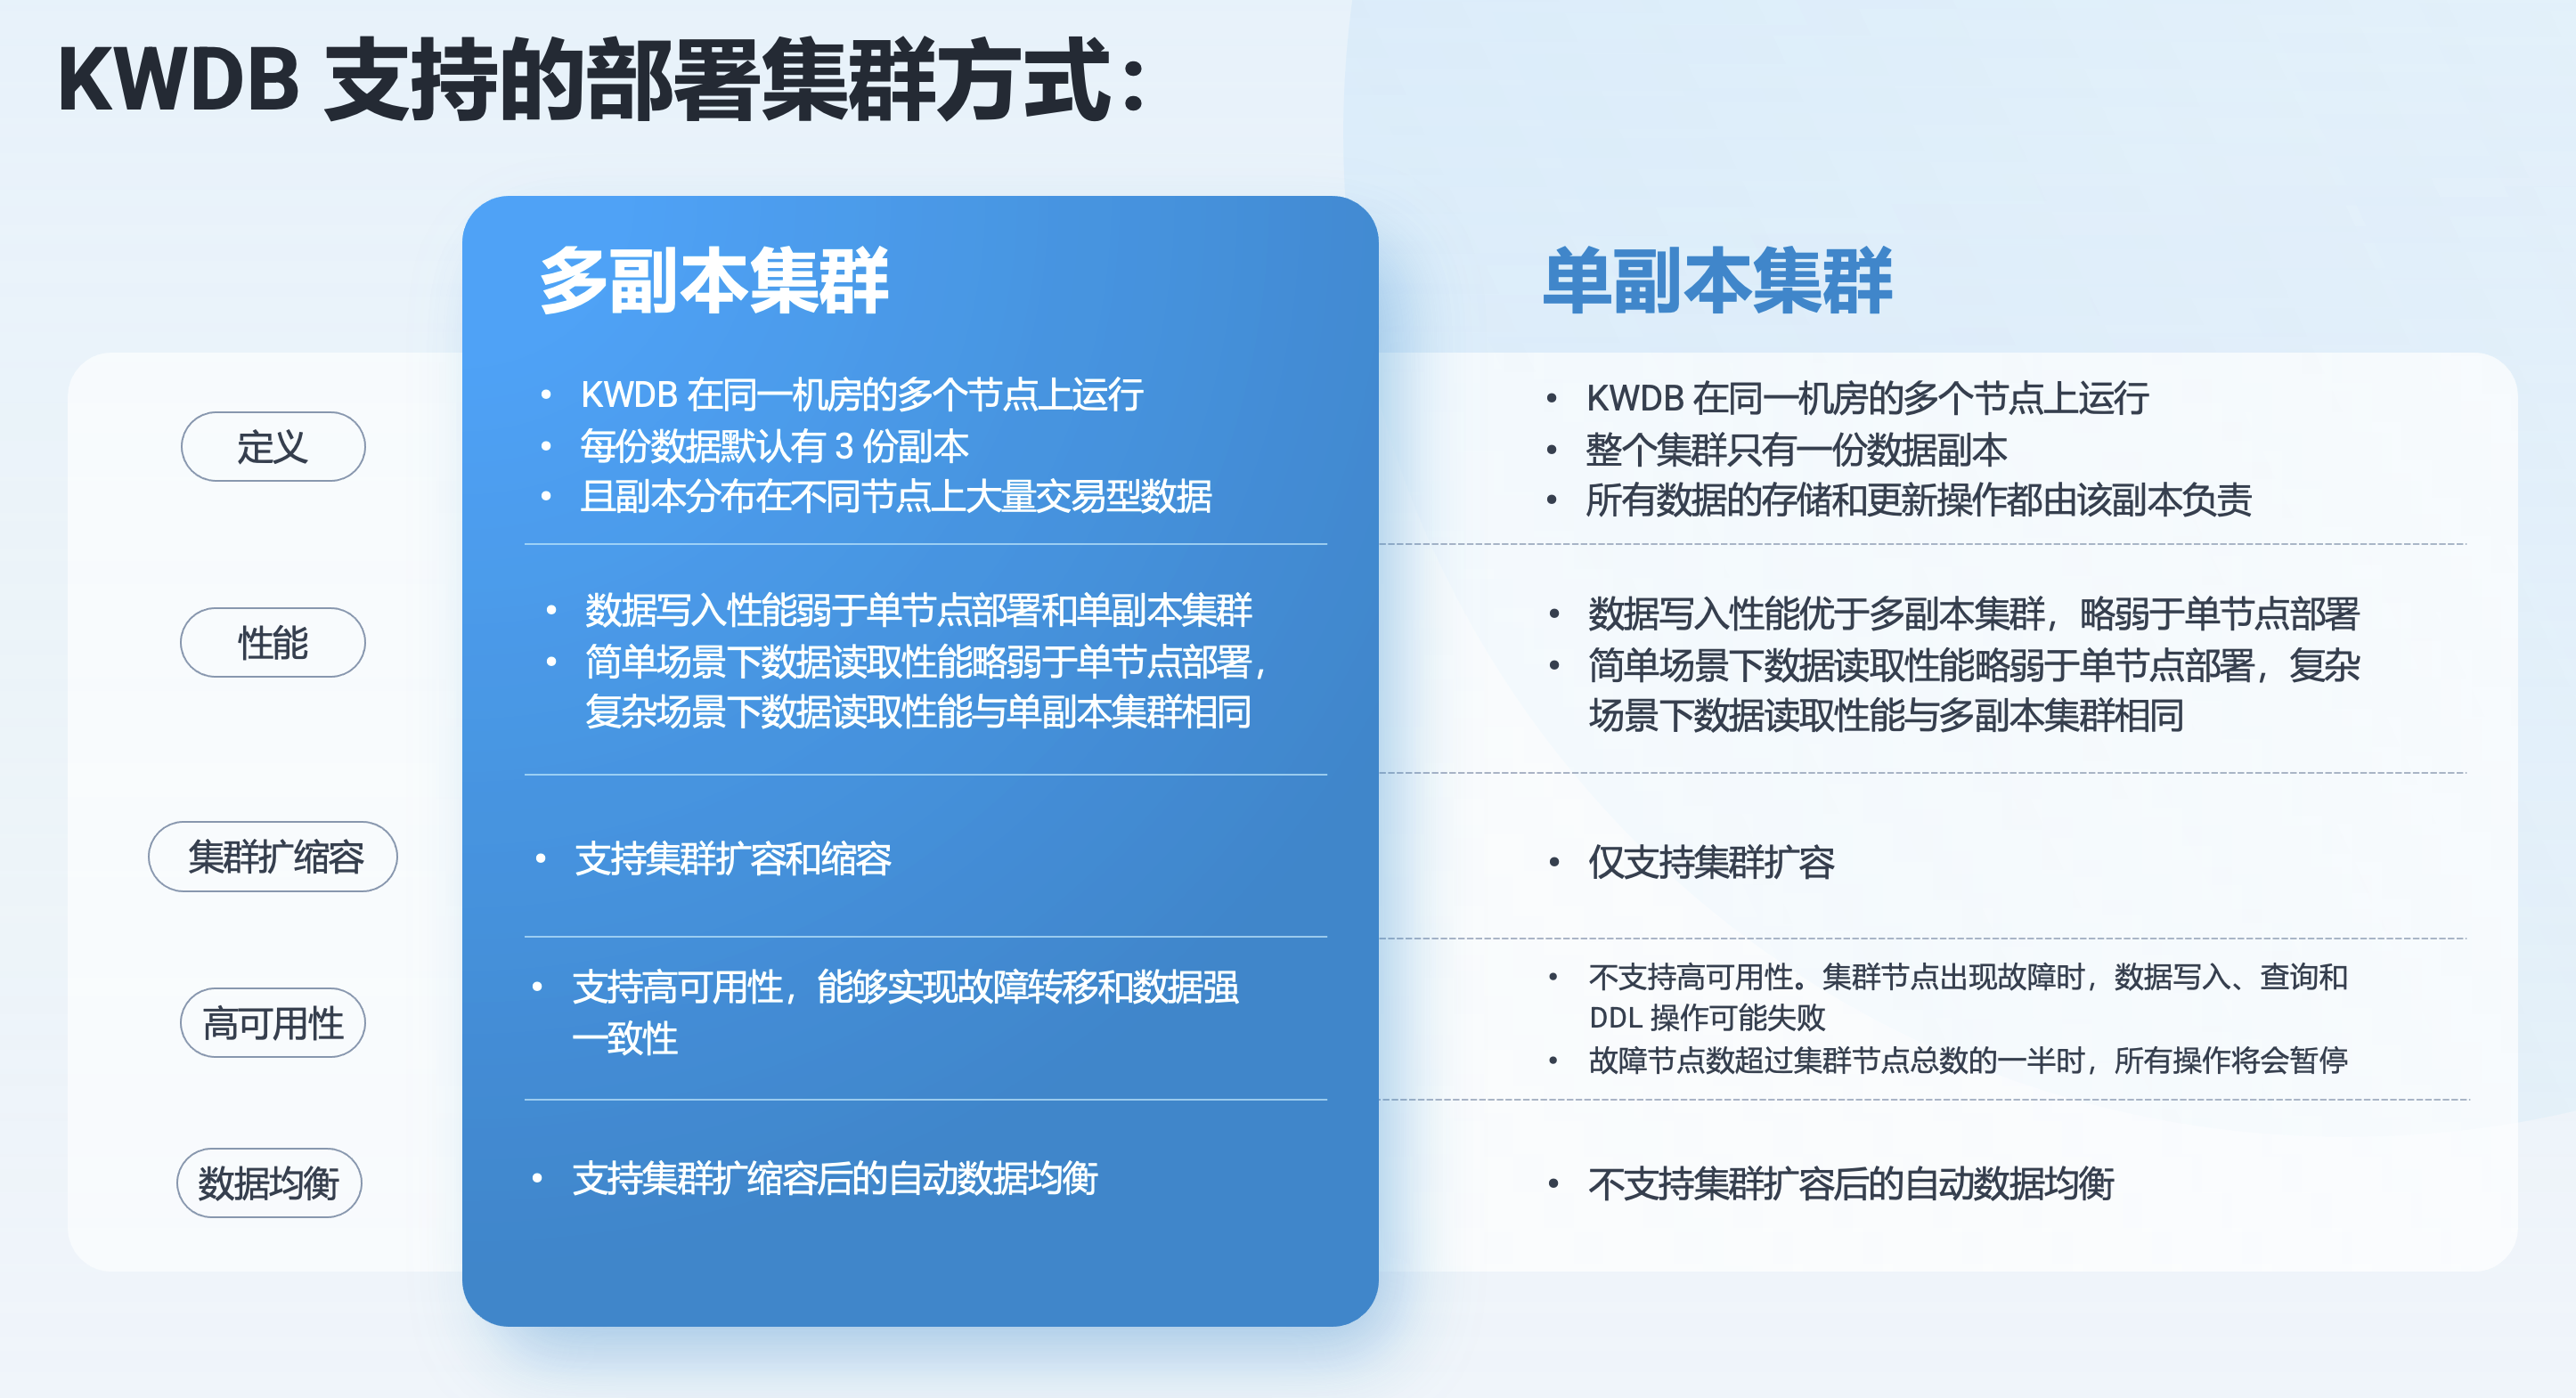 KWDB 支持的部署集群方式：
多副本集群
单副本集群
定义
• KWDB 在同一机房的多个节点上运行
• 每份数据默认有 3 份副本
• 且副本分布在不同节点上大量交易型数据
• KWDB 在同一机房的多个节点上运行
• 整个集群只有一份数据副本
• 所有数据的存储和更新操作都由该副本负责
性能
• 数据写入性能弱于单节点部署和单副本集群
• 简单场景下数据读取性能略弱于单节点部署，
复杂场景下数据读取性能与单副本集群相同
• 数据写入性能优于多副本集群，略弱于单节点部署
• 简单场景下数据读取性能略弱于单节点部署，复杂
场景下数据读取性能与多副本集群相同
集群扩缩容
• 支持集群扩容和缩容
• 仅支持集群扩容
高可用性
• 支持高可用性，能够实现故障转移和数据强
一致性
• 不支持高可用性。集群节点出现故障时，数据写入、查询和
DDL 操作可能失败
• 故障节点数超过集群节点总数的一半时，所有操作将会暂停
数据均衡
• 支持集群扩缩容后的自动数据均衡
• 不支持集群扩容后的自动数据均衡